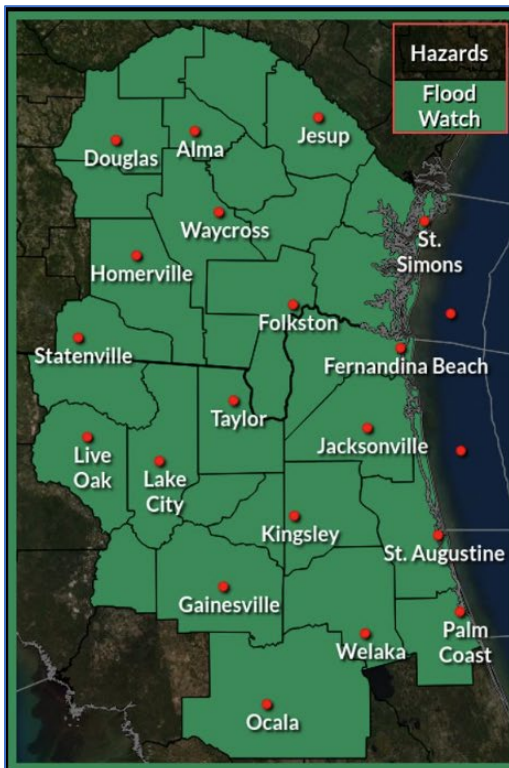 Hazards
Flood
Watch
Jesup
Alma
Douglas
Waycross
St.
Simons
Homerville
Folkston
Statenville
Fernandina Beach
Taylor
Jacksonville
Live
Oak
Lake
City
Kingsley
St. Augustine
Gainesville
Palm
Coast
Welaka
Ocala